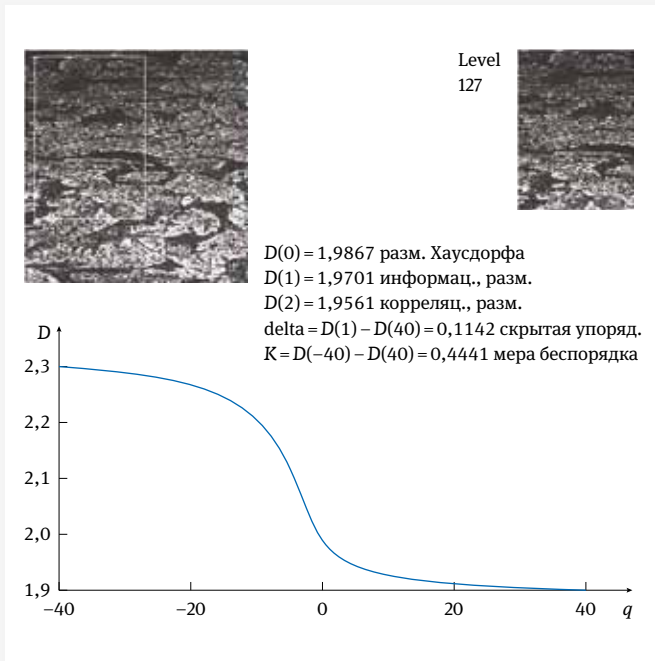 Level
127
D(0) = 1,9867 разм. Хаусдорфа
D(1) = 1,9701 информац., разм.
D(2) = 1,9561 корреляц., разм.
delta = D(1) – D(40) = 0,1142 скрытая упоряд.
K = D(–40) – D(40) = 0,4441 мера беспорядка
D
2,3
2,2
2,1
2,0
1,9
–40 –20 0 20 40 q